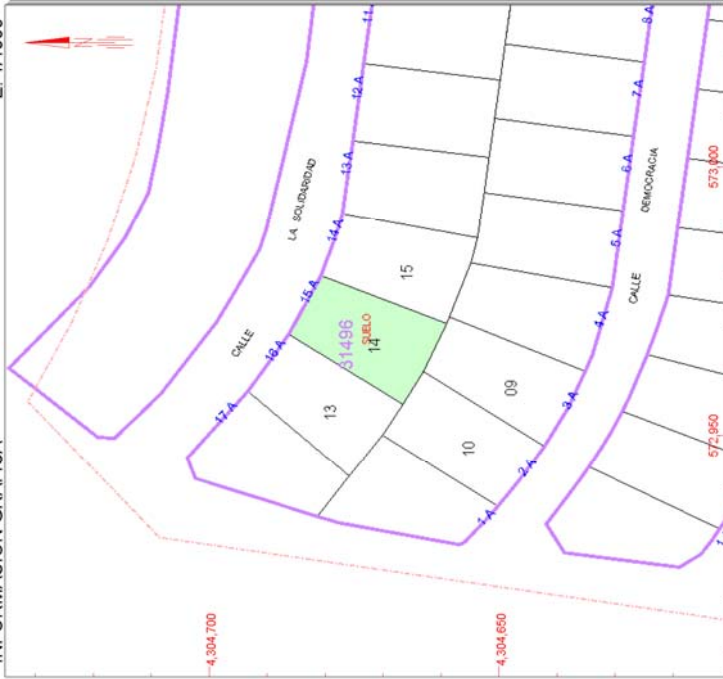 N
11
12 A
13 A
14 A
15 A
16 A
17 A
8 A
7 A
6 A
5 A
4 A
3 A
2 A
1 A
LA SOLIDARIDAD
CALLE
DEMOCRACIA
CALLE
31496
SUELO
14
15
13
09
10
4,304,700
4,304,650
573,000
572,950